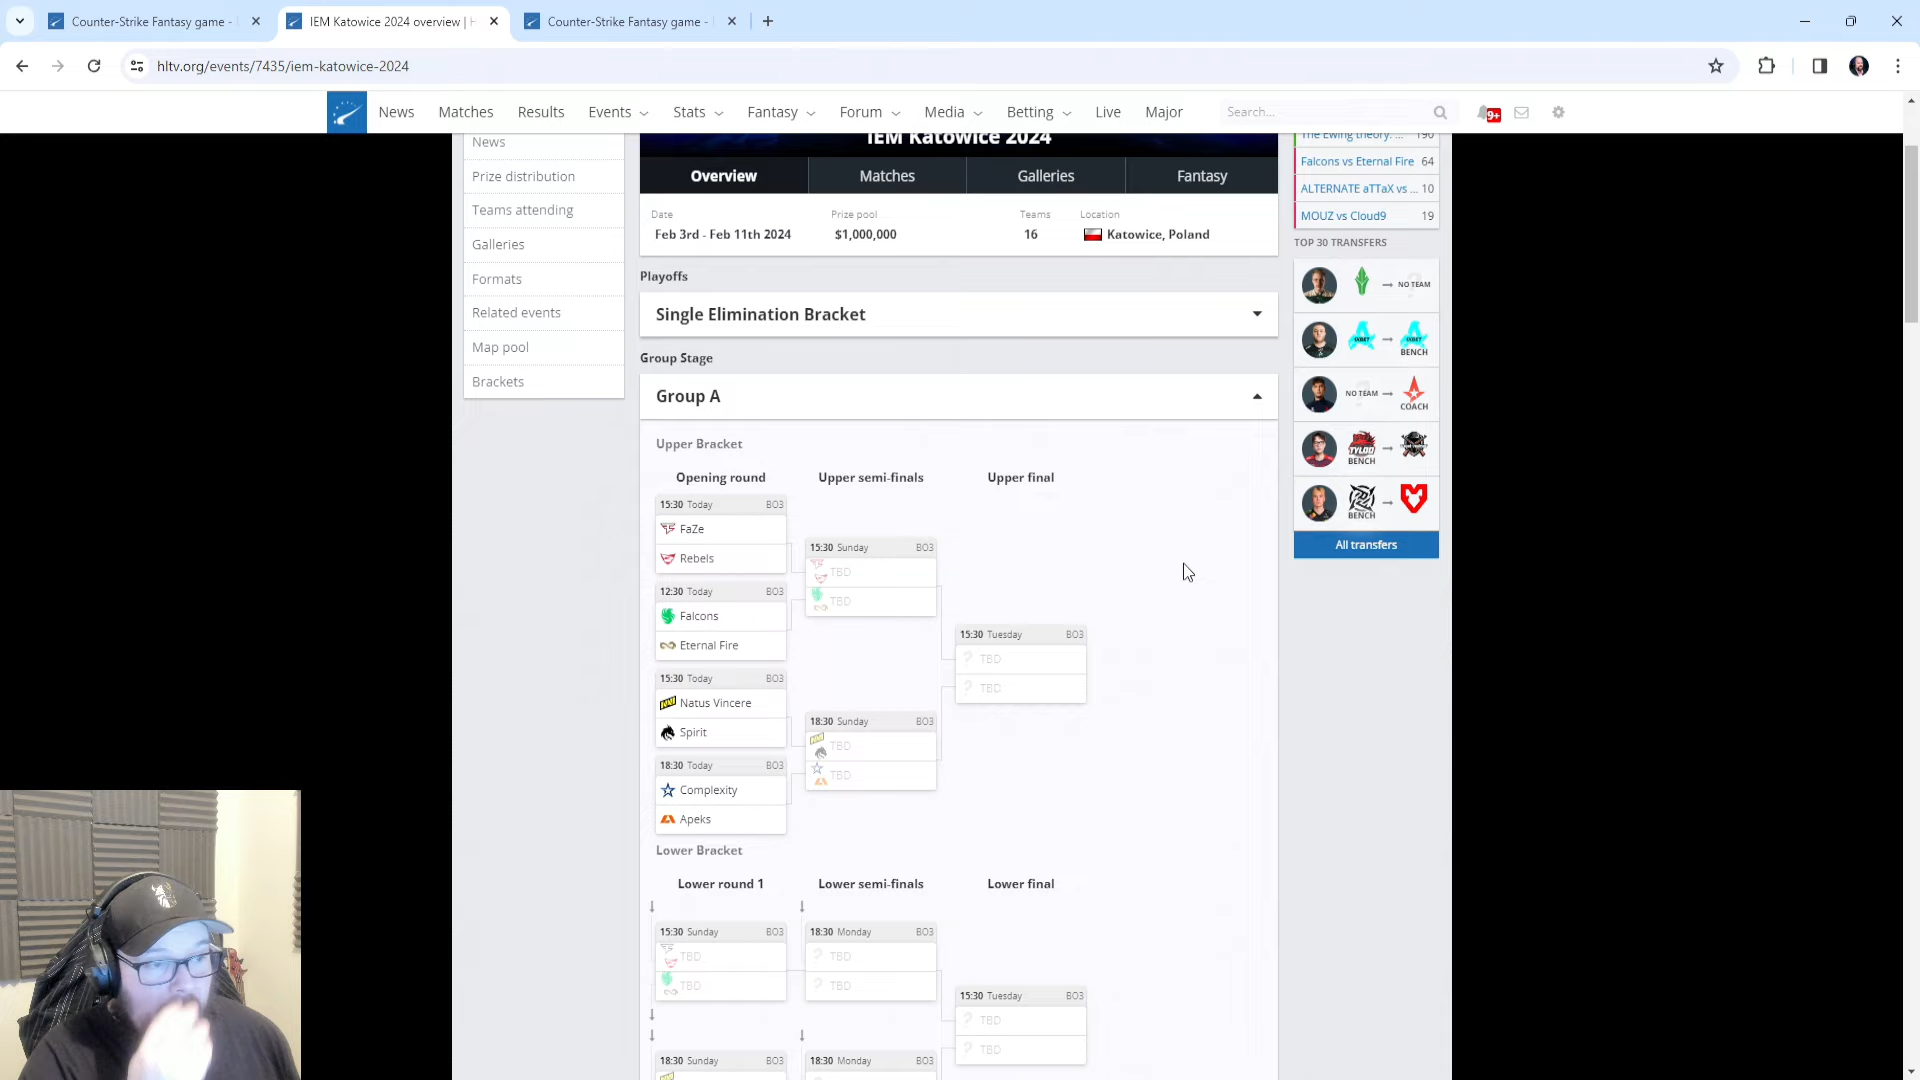 Counter-Strike Fantasy game -
IEM Katowice 2024 overview |
Counter-Strike Fantasy game -
hltv.org/events/7435/iem-katowice-2024
News Matches Results Events Stats Fantasy Forum Media Betting Live Major Search... 9+
News
Prize distribution
Teams attending
Galleries
Formats
Related events
Map pool
Brackets
IEM Katowice 2024
Overview Matches Galleries Fantasy
Date Prize pool Teams Location
Feb 3rd - Feb 11th 2024 $1,000,000 16 Katowice, Poland
Playoffs
Single Elimination Bracket
Group Stage
Group A
Upper Bracket
Opening round Upper semi-finals Upper final
15:30 Today BO3
FaZe
Rebels
12:30 Today BO3
Falcons
Eternal Fire
15:30 Today BO3
Natus Vincere
Spirit
18:30 Today BO3
Complexity
Apeks
15:30 Sunday BO3
TBD
TBD
18:30 Sunday BO3
TBD
TBD
15:30 Tuesday BO3
? TBD
? TBD
Lower Bracket
Lower round 1 Lower semi-finals Lower final
15:30 Sunday BO3
TBD
TBD
18:30 Sunday BO3
18:30 Monday BO3
? TBD
? TBD
18:30 Monday BO3
15:30 Tuesday BO3
? TBD
? TBD
The Ewing theory: ... 190
Falcons vs Eternal Fire 64
ALTERNATE aTTaX vs ... 10
MOUZ vs Cloud9 19
TOP 30 TRANSFERS
NO TEAM
BENCH
NO TEAM
COACH
TYLOO
BENCH
BENCH
All transfers